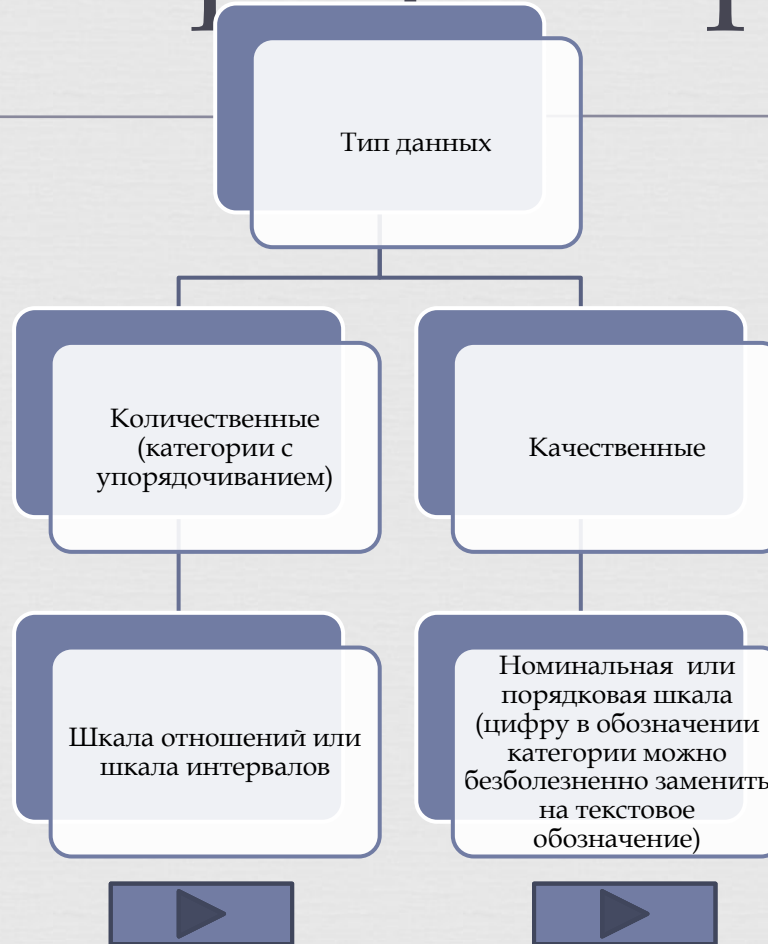 Тип данных
Количественные
(категории с
упорядочиванием)
Качественные
Шкала отношений или
шкала интервалов
Номинальная или
порядковая шкала
(цифру в обозначении
категории можно
безболезненно заменить
на текстовое
обозначение)